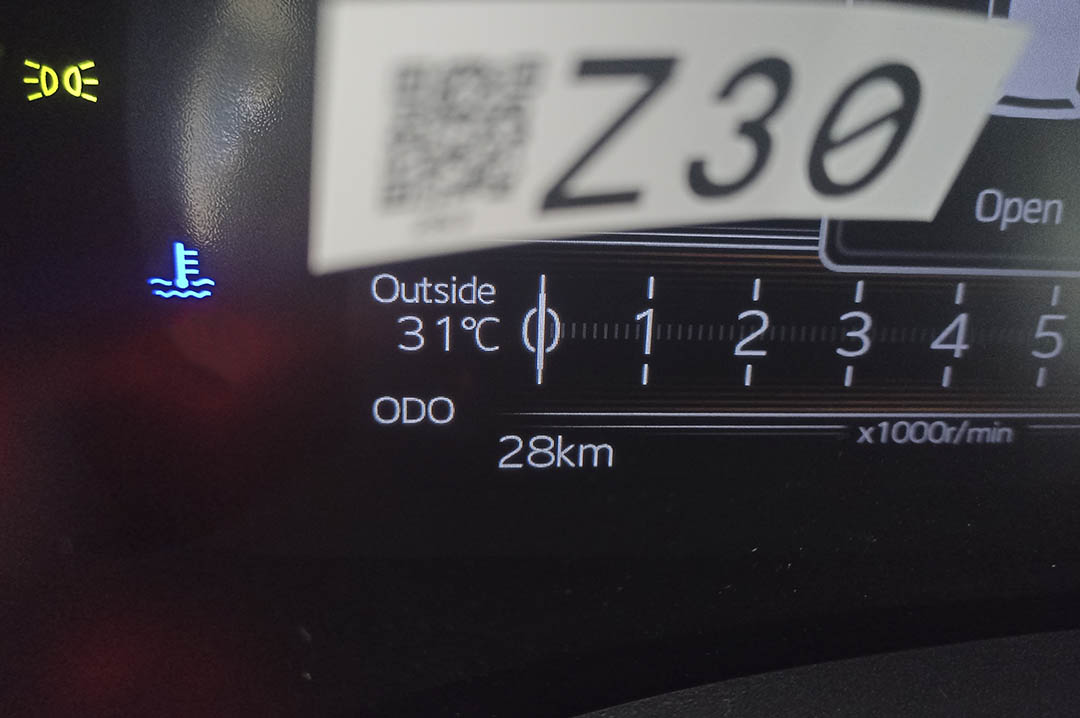 Z30
Open
Outside
31°C
0 1 2 3 4 5
ODO
x1000r/min
28km